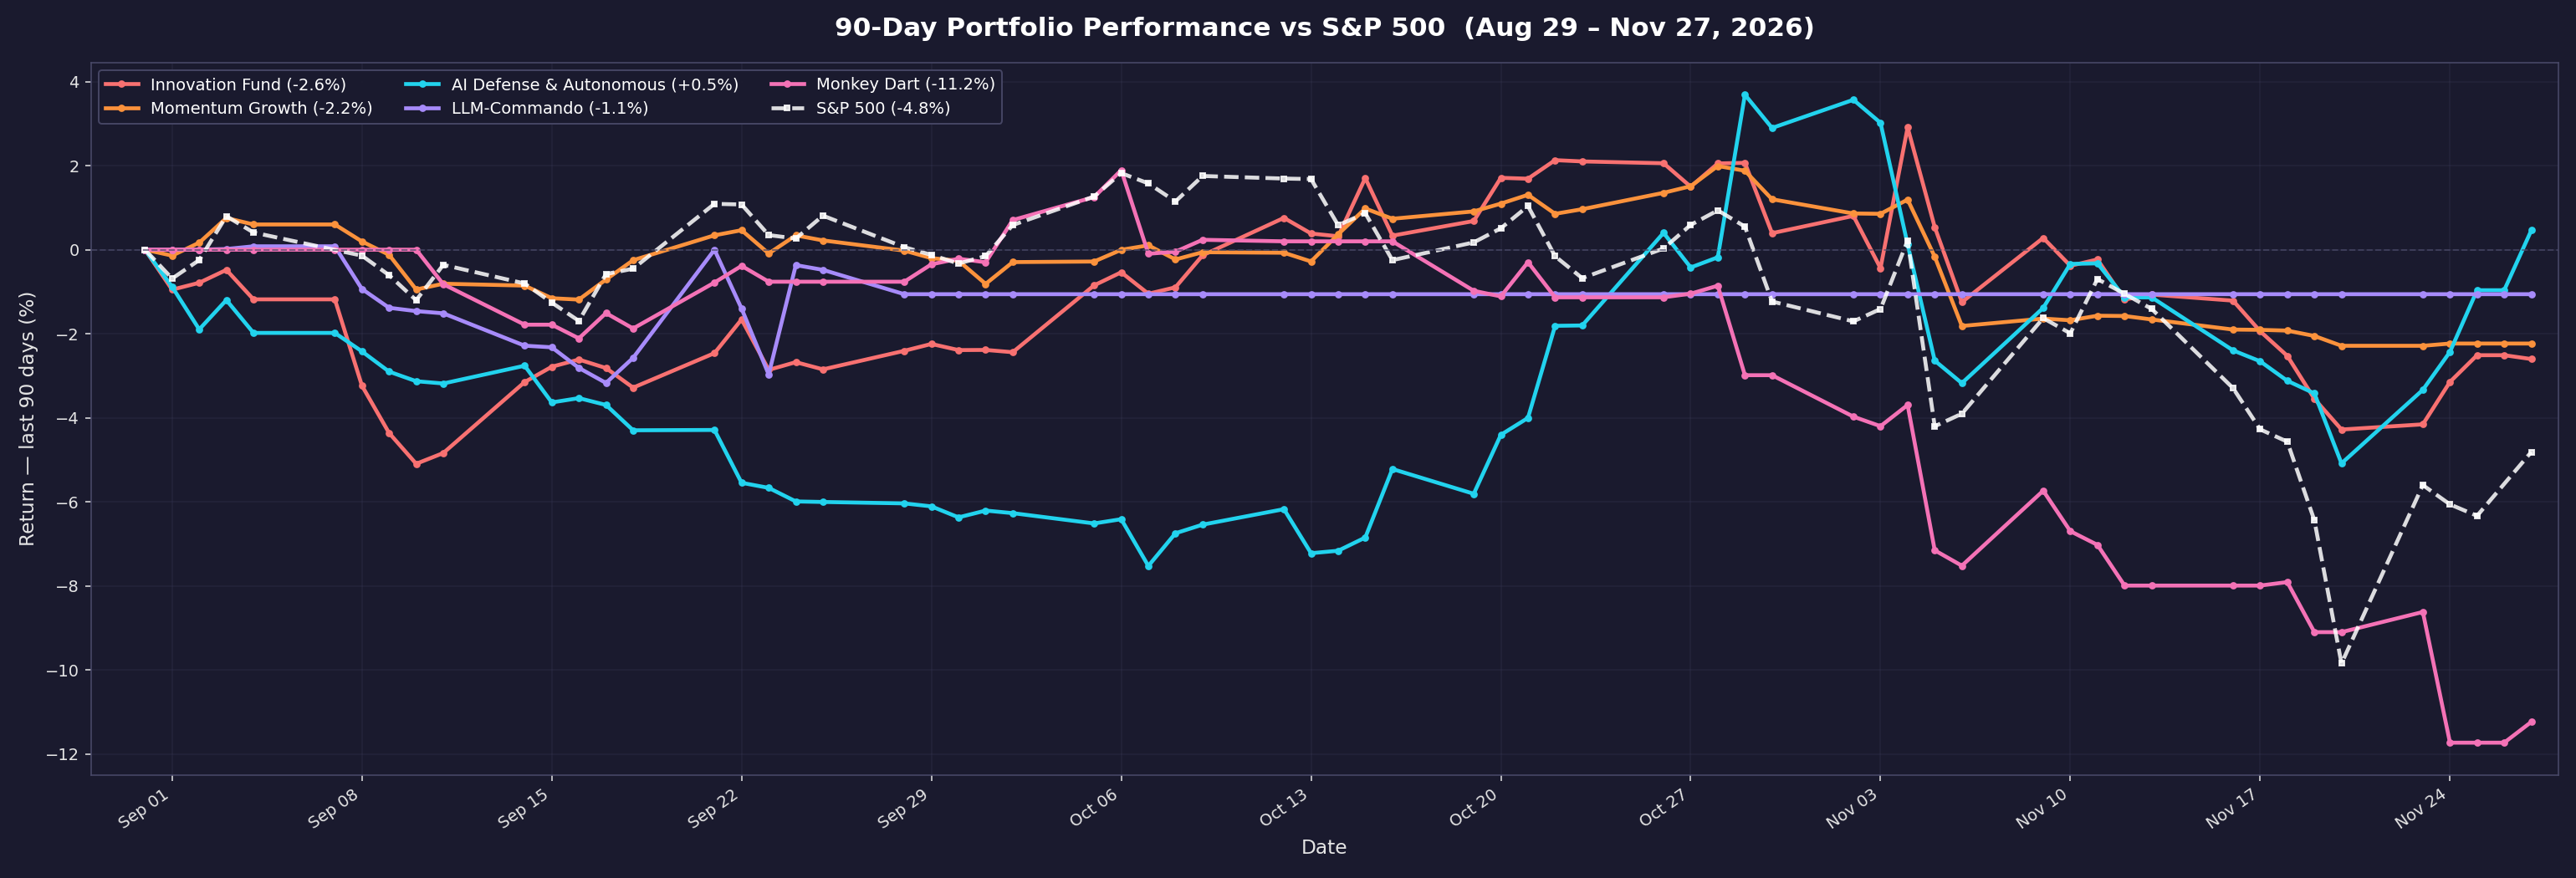 90-Day Portfolio Performance vs S&P 500  (Aug 29 – Nov 27, 2026)
Innovation Fund (-2.6%)
Momentum Growth (-2.2%)
AI Defense & Autonomous (+0.5%)
LLM-Commando (-1.1%)
Monkey Dart (-11.2%)
S&P 500 (-4.8%)
Return — last 90 days (%)
4
2
0
−2
−4
−6
−8
−10
−12
Sep 01
Sep 08
Sep 15
Sep 22
Sep 29
Oct 06
Oct 13
Oct 20
Oct 27
Nov 03
Nov 10
Nov 17
Nov 24
Date